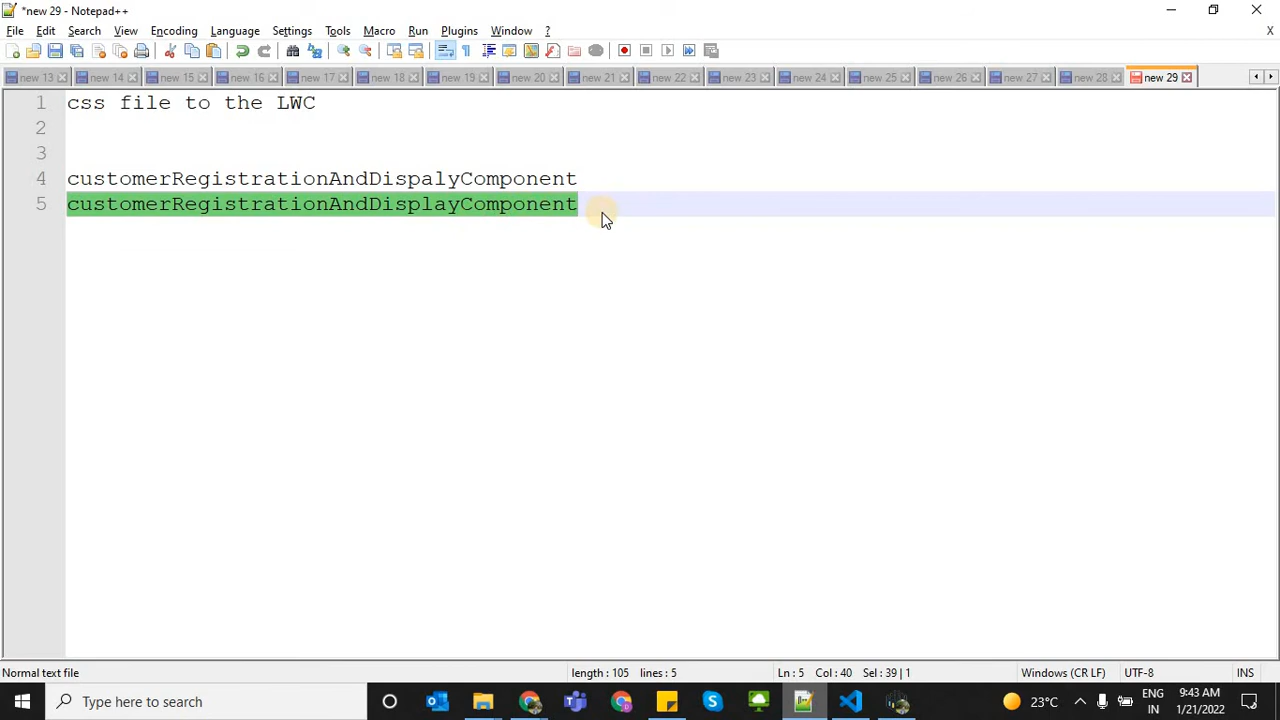 *new 29 - Notepad++
File Edit Search View Encoding Language Settings Tools Macro Run Plugins Window ?
X
new 13 new 14 new 15 new 16 new 17 new 18 new 19 new 20 new 21 new 22 new 23 new 24 new 25 new 26 new 27 new 28 new 29
1 css file to the LWC
2
3
4 customerRegistrationAndDispalyComponent
5 customerRegistrationAndDisplayComponent
Normal text file length : 105 lines : 5 Ln : 5 Col : 40 Sel : 39 | 1 Windows (CR LF) UTF-8 INS
Type here to search 23°C ENG IN 9:43 AM 1/21/2022